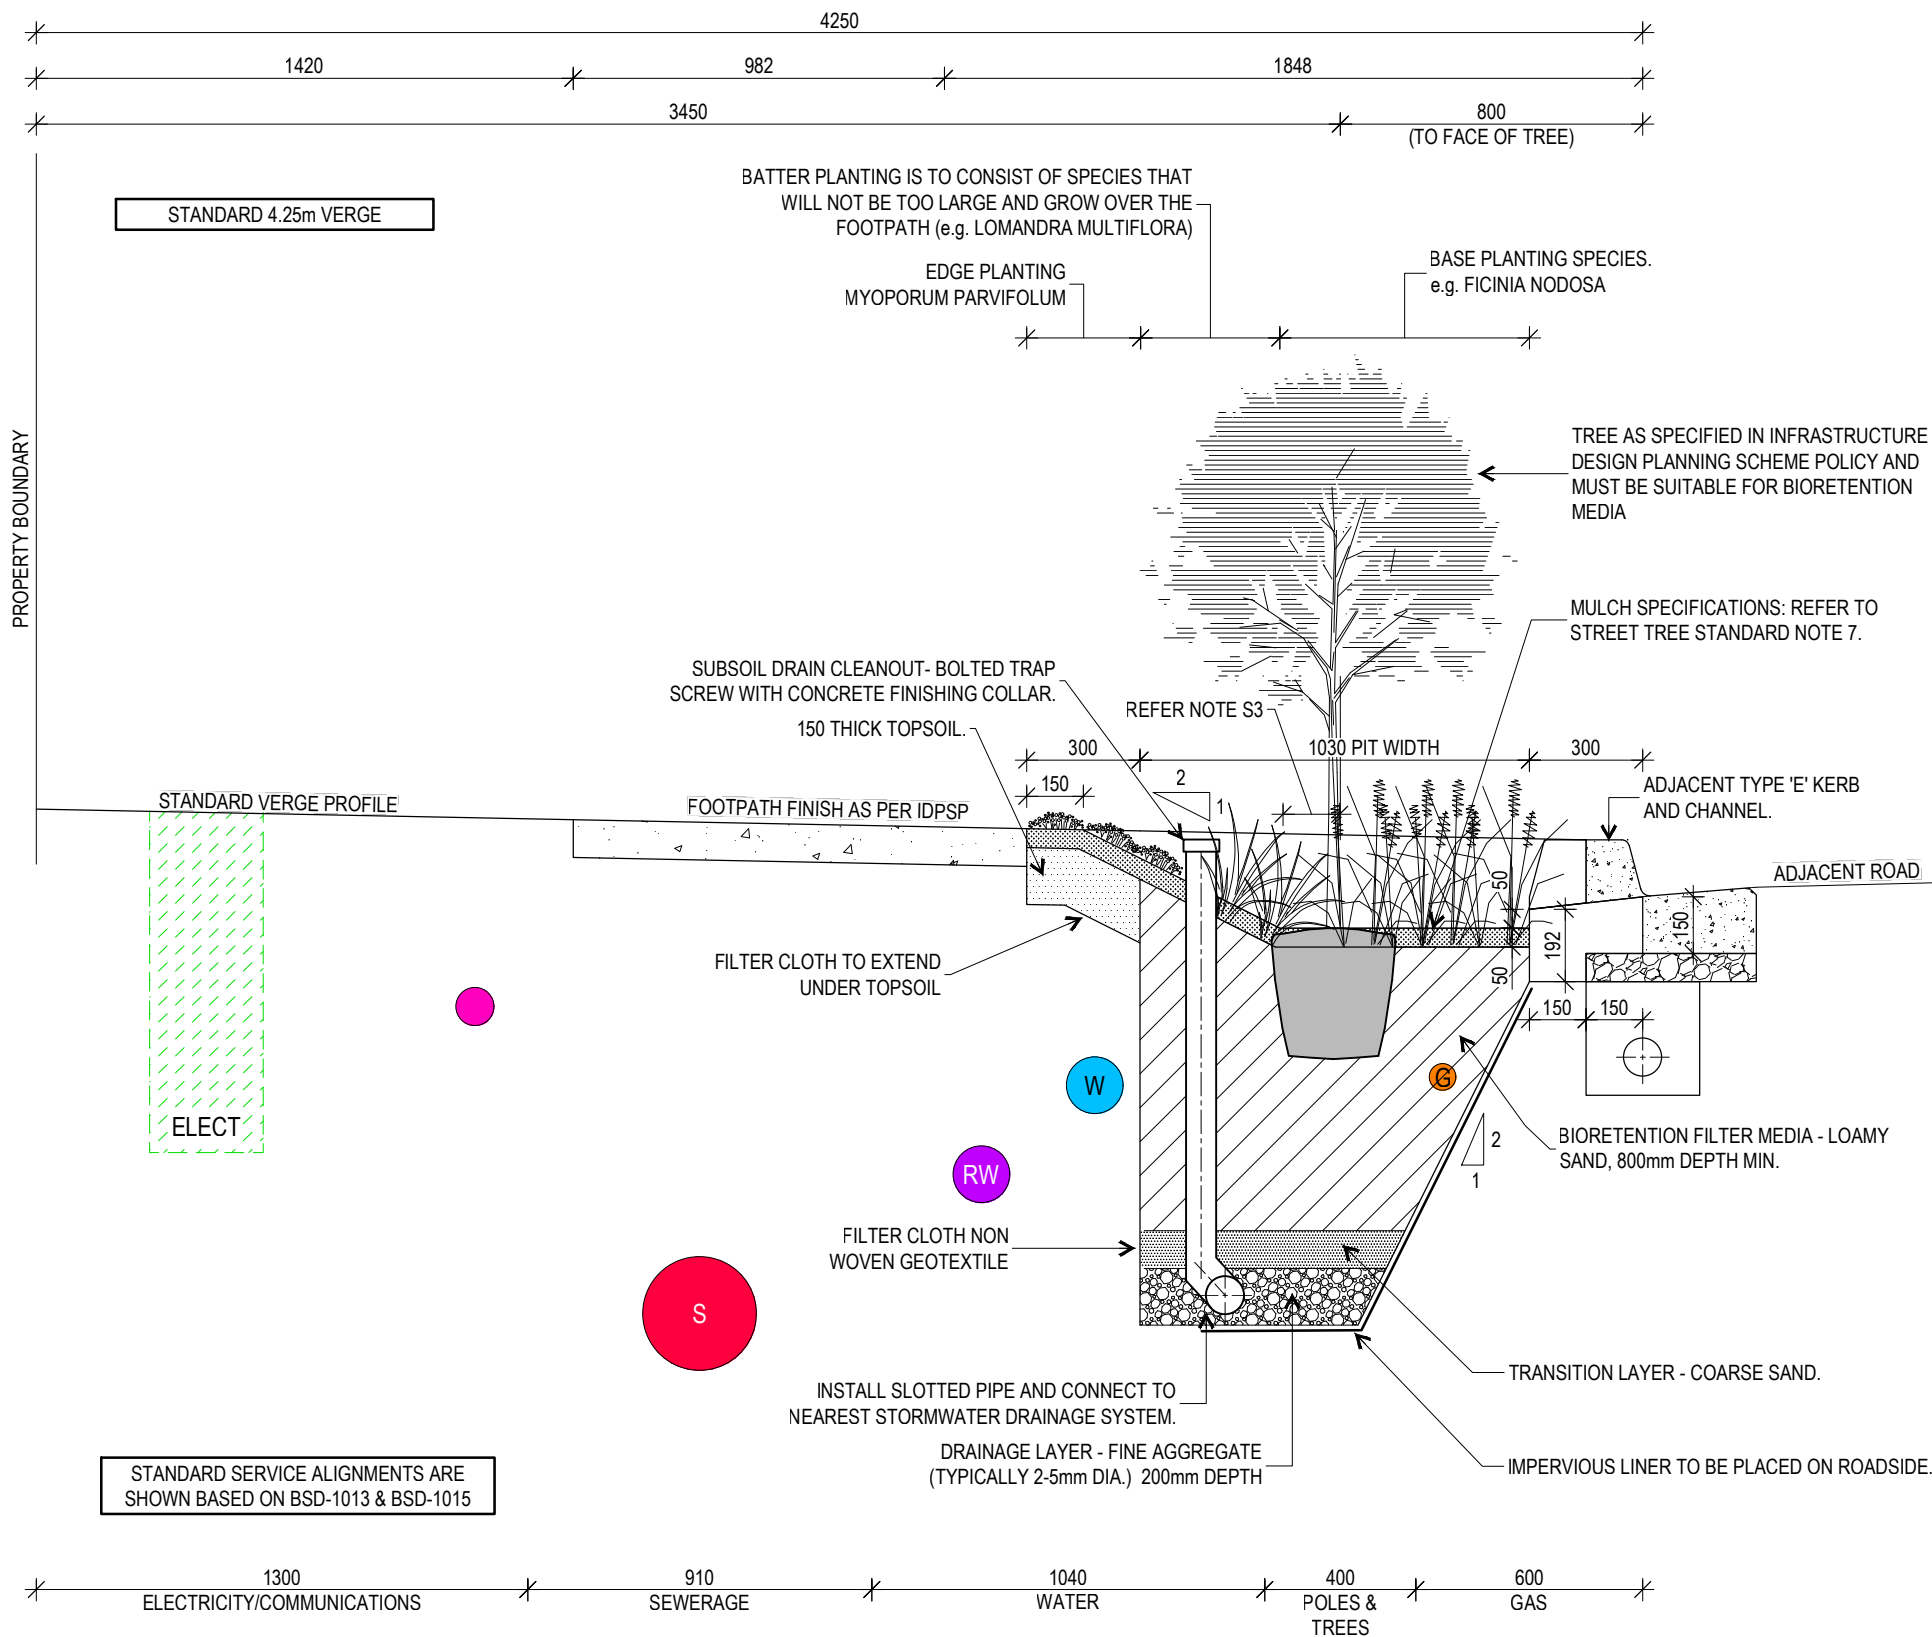 4250
1420
982
1848
3450
800
(TO FACE OF TREE)
BATTER PLANTING IS TO CONSIST OF SPECIES THAT
WILL NOT BE TOO LARGE AND GROW OVER THE
FOOTPATH (e.g. LOMANDRA MULTIFLORA)
STANDARD 4.25m VERGE
EDGE PLANTING
MYOPORUM PARVIFOLUM
BASE PLANTING SPECIES.
e.g. FICINIA NODOSA
PROPERTY BOUNDARY
TREE AS SPECIFIED IN INFRASTRUCTURE
DESIGN PLANNING SCHEME POLICY AND
MUST BE SUITABLE FOR BIORETENTION
MEDIA
MULCH SPECIFICATIONS: REFER TO
STREET TREE STANDARD NOTE 7.
SUBSOIL DRAIN CLEANOUT- BOLTED TRAP
SCREW WITH CONCRETE FINISHING COLLAR.
REFER NOTE S3
150 THICK TOPSOIL.
300
1030 PIT WIDTH
300
150
2
1
ADJACENT TYPE 'E' KERB
AND CHANNEL.
STANDARD VERGE PROFILE
FOOTPATH FINISH AS PER IDPSP
ADJACENT ROAD
50
192
150
50
FILTER CLOTH TO EXTEND
UNDER TOPSOIL
150
150
W
G
ELECT
2
1
BIORETENTION FILTER MEDIA - LOAMY
SAND, 800mm DEPTH MIN.
RW
FILTER CLOTH NON
WOVEN GEOTEXTILE
S
INSTALL SLOTTED PIPE AND CONNECT TO
NEAREST STORMWATER DRAINAGE SYSTEM.
TRANSITION LAYER - COARSE SAND.
DRAINAGE LAYER - FINE AGGREGATE
(TYPICALLY 2-5mm DIA.) 200mm DEPTH
IMPERVIOUS LINER TO BE PLACED ON ROADSIDE.
STANDARD SERVICE ALIGNMENTS ARE
SHOWN BASED ON BSD-1013 & BSD-1015
1300
ELECTRICITY/COMMUNICATIONS
910
SEWERAGE
1040
WATER
400
POLES &
TREES
600
GAS